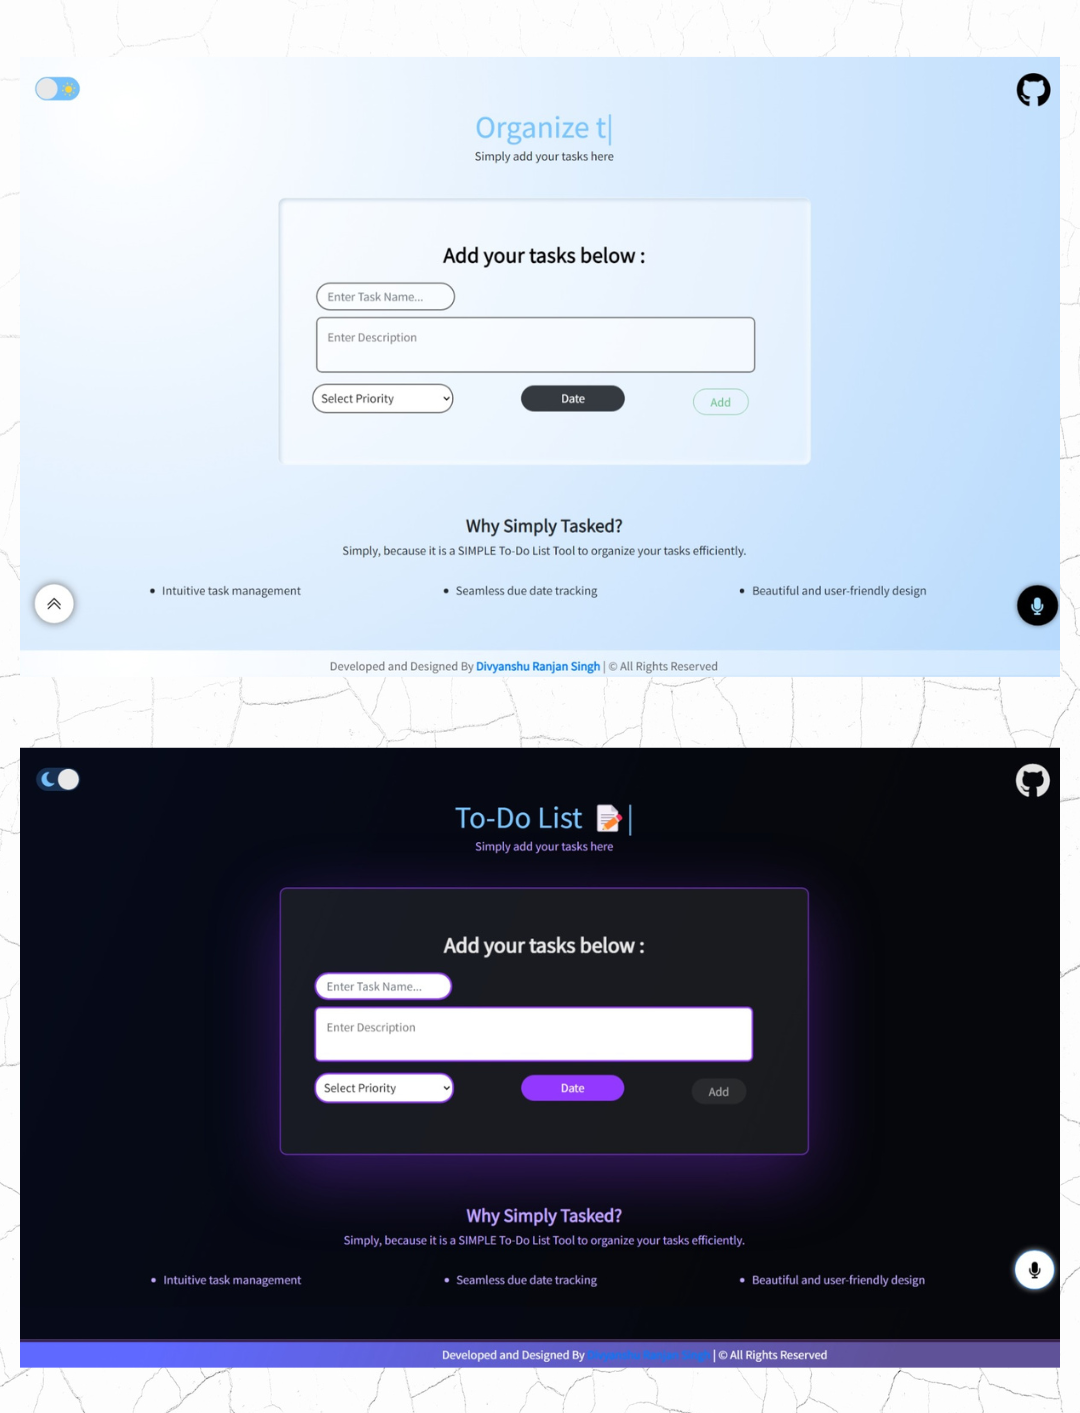 Organize t|
Simply add your tasks here
Add your tasks below :
Enter Task Name...
Enter Description
Select Priority
Date
Add
Why Simply Tasked?
Simply, because it is a SIMPLE To-Do List Tool to organize your tasks efficiently.
• Intuitive task management
• Seamless due date tracking
• Beautiful and user-friendly design
Developed and Designed By Divyanshu Ranjan Singh | © All Rights Reserved
To-Do List 📝|
Simply add your tasks here
Add your tasks below :
Enter Task Name...
Enter Description
Select Priority
Date
Add
Why Simply Tasked?
Simply, because it is a SIMPLE To-Do List Tool to organize your tasks efficiently.
• Intuitive task management
• Seamless due date tracking
• Beautiful and user-friendly design
Developed and Designed By Divyanshu Ranjan Singh | © All Rights Reserved